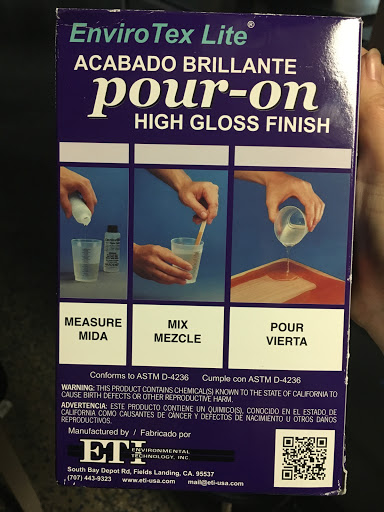 EnviroTex Lite®
ACABADO BRILLANTE
pour-on
HIGH GLOSS FINISH
MEASURE
MIDA
MIX
MEZCLE
POUR
VIERTA
Conforms to ASTM D-4236 Cumple con ASTM D-4236
WARNING: THIS PRODUCT CONTAINS CHEMICAL(S) KNOWN TO THE STATE OF CALIFORNIA TO
CAUSE BIRTH DEFECTS OR OTHER REPRODUCTIVE HARM.
ADVERTENCIA: ESTE PRODUCTO CONTIENE UN QUIMICO(S), CONOCIDO EN EL ESTADO DE
CALIFORNIA COMO CAUSANTES DE CÁNCER Y DEFECTOS DE NACIMIENTO U OTROS DAÑOS
REPRODUCTIVOS.
Manufactured by / Fabricado por
ETI ENVIRONMENTAL
TECHNOLOGY, INC.
South Bay Depot Rd, Fields Landing, CA. 95537
(707) 443-9323 www.eti-usa.com mail@eti-usa.com